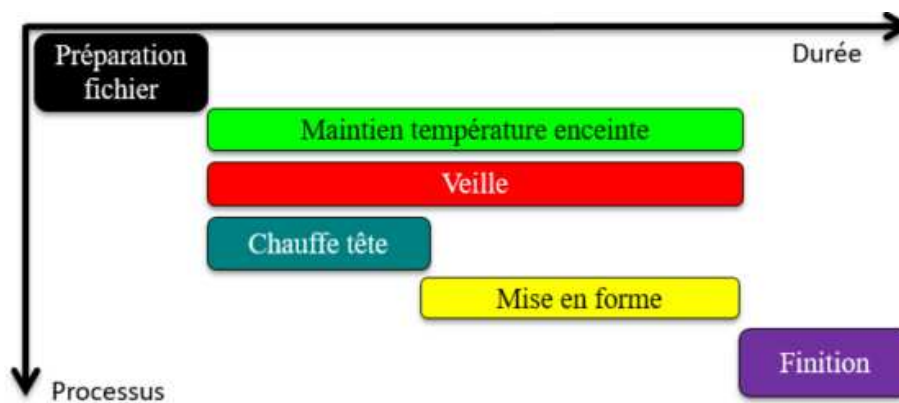 Durée
Préparation
fichier
Maintien température enceinte
Veille
Chauffe tête
Mise en forme
Finition
Processus